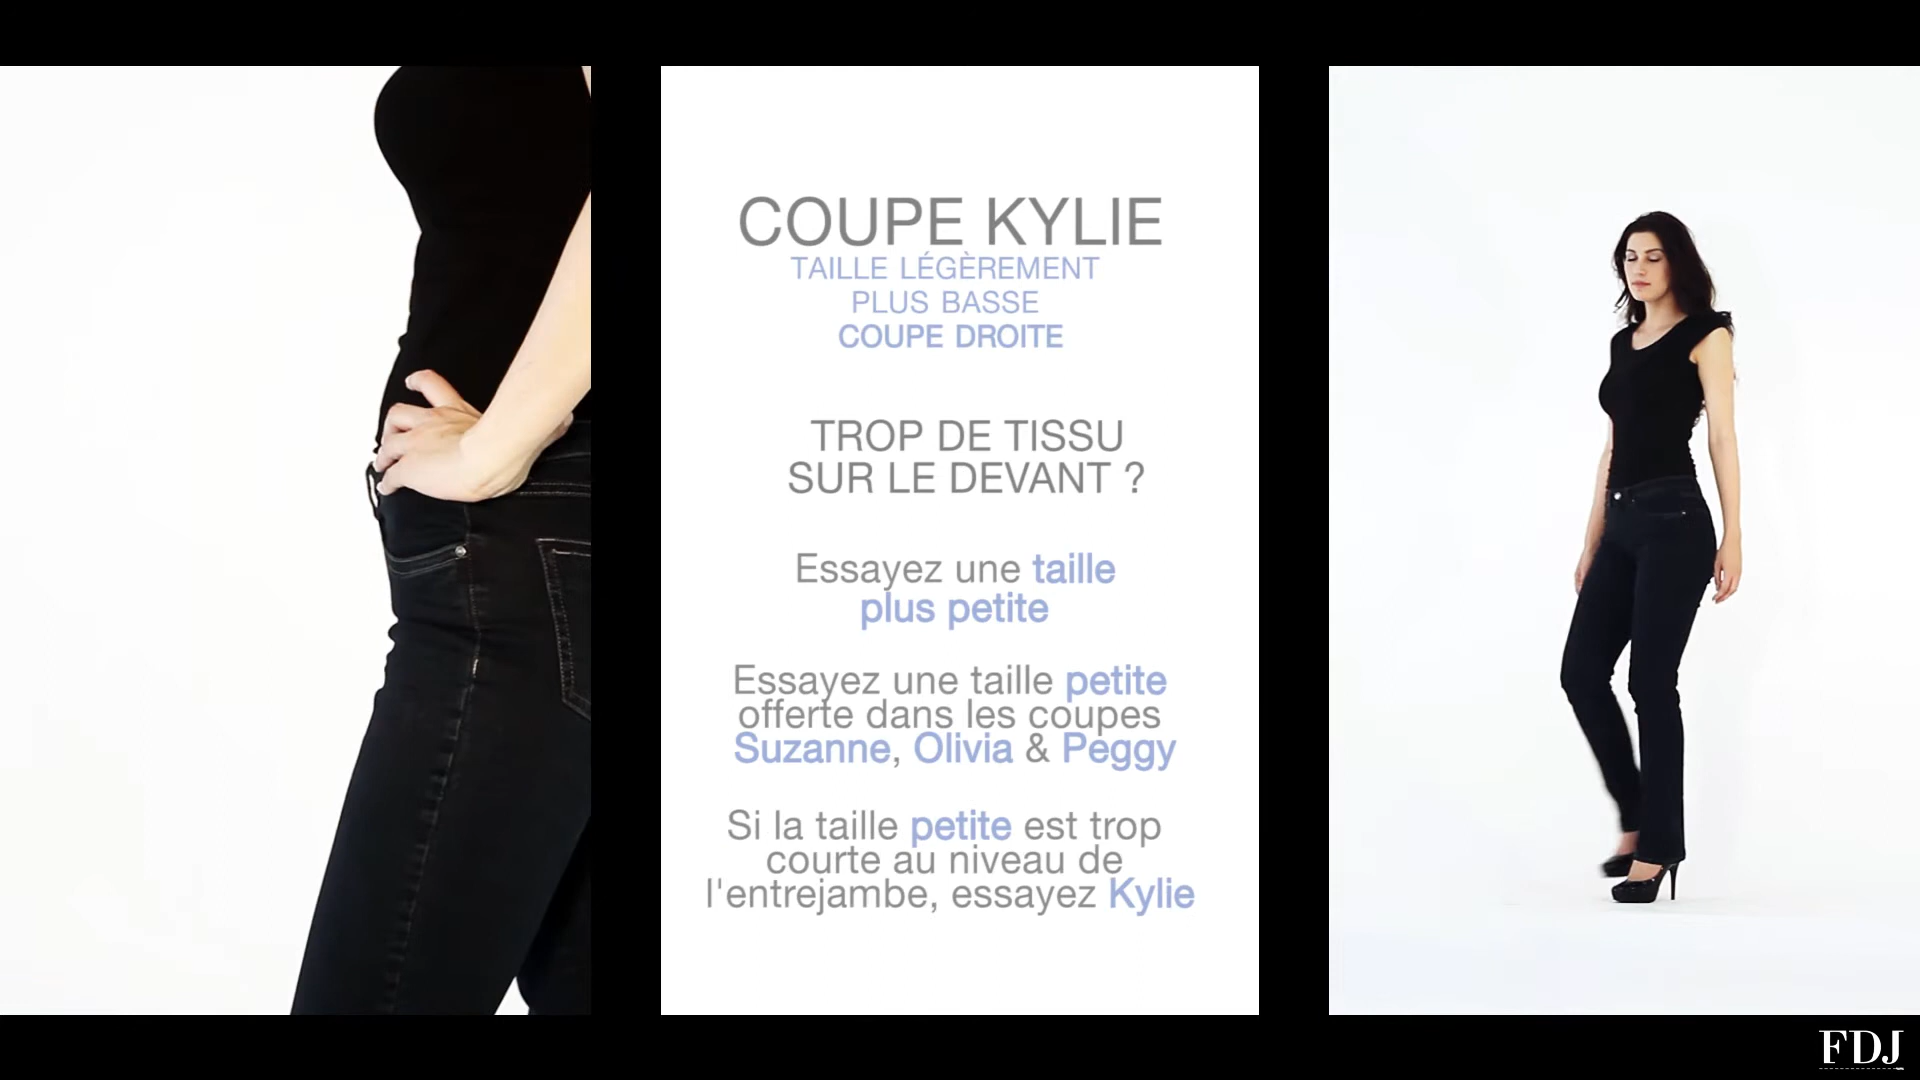 COUPE KYLIE
TAILLE LÉGÈREMENT
PLUS BASSE
COUPE DROITE
TROP DE TISSU
SUR LE DEVANT ?
Essayez une taille
plus petite
Essayez une taille petite
offerte dans les coupes
Suzanne, Olivia & Peggy
Si la taille petite est trop
courte au niveau de
l'entrejambe, essayez Kylie
FDJ